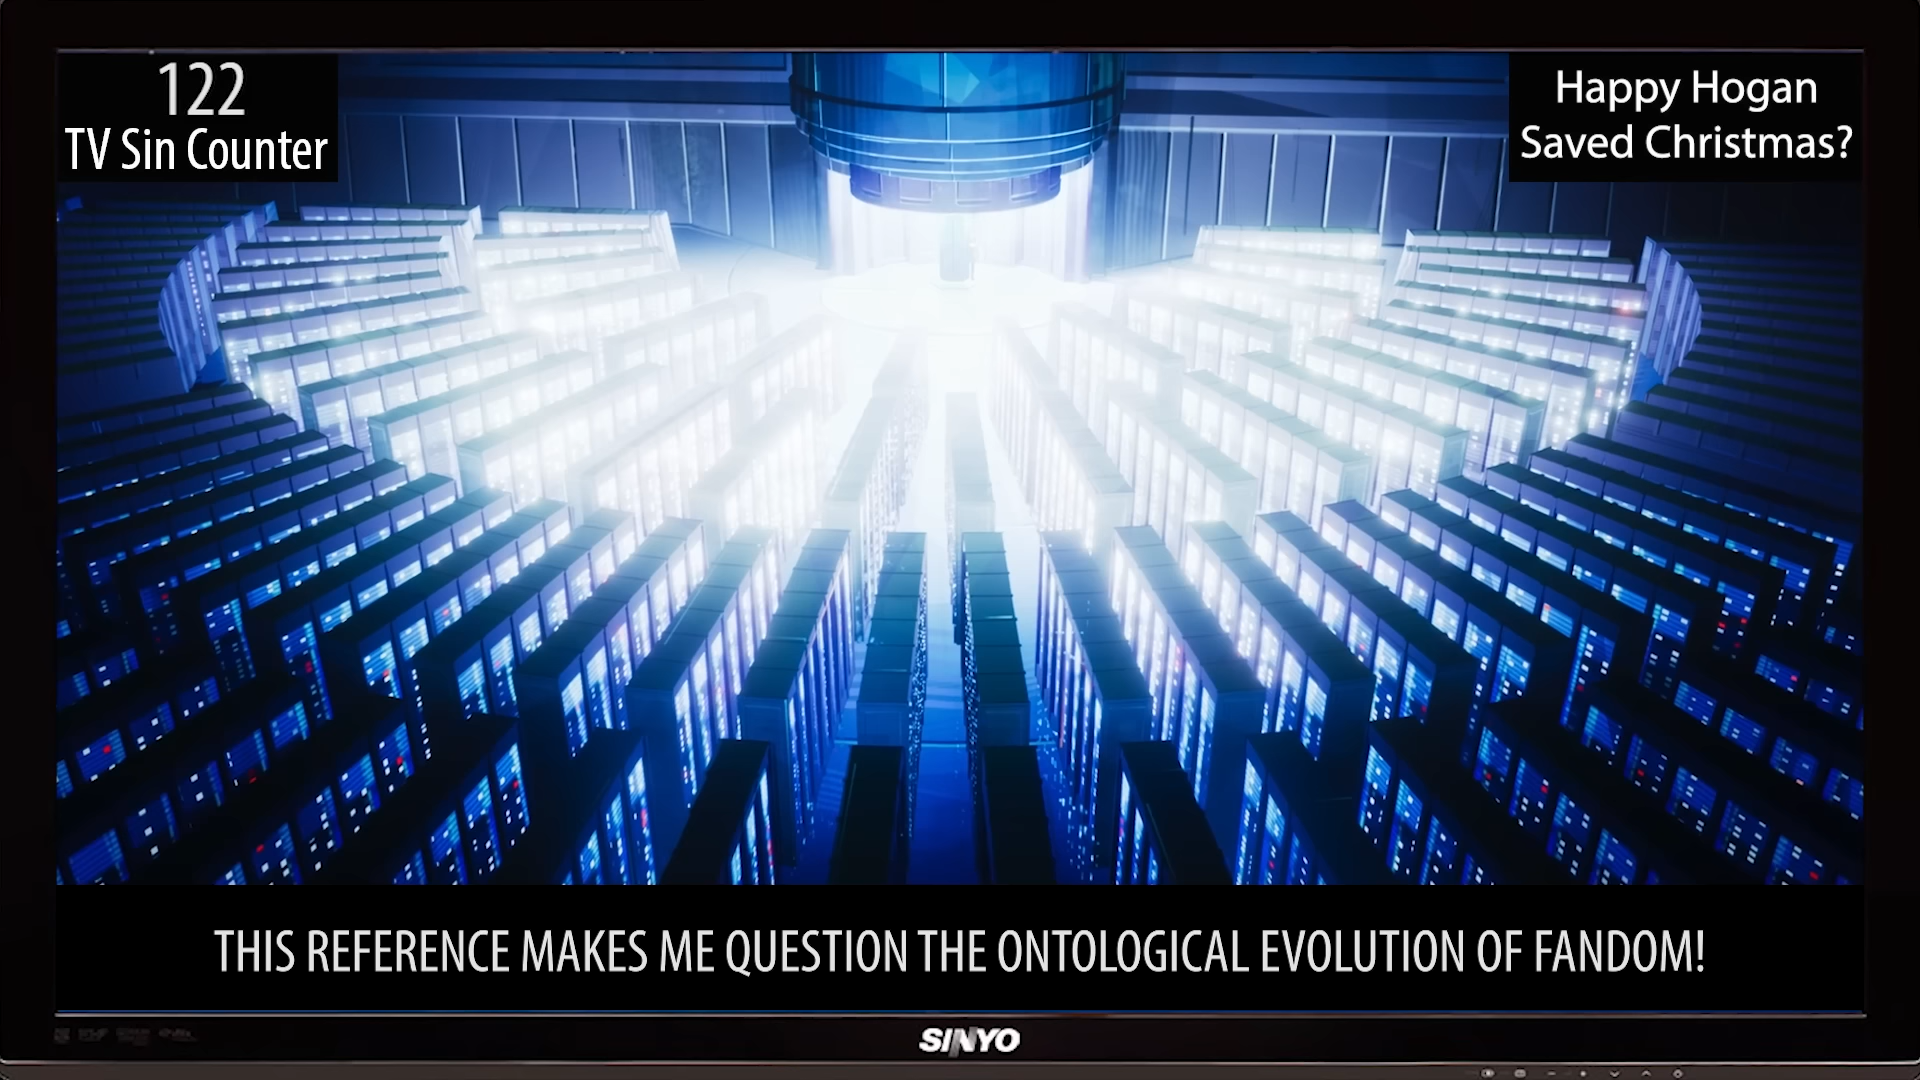 122
TV Sin Counter
Happy Hogan
Saved Christmas?
THIS REFERENCE MAKES ME QUESTION THE ONTOLOGICAL EVOLUTION OF FANDOM!
SINYO